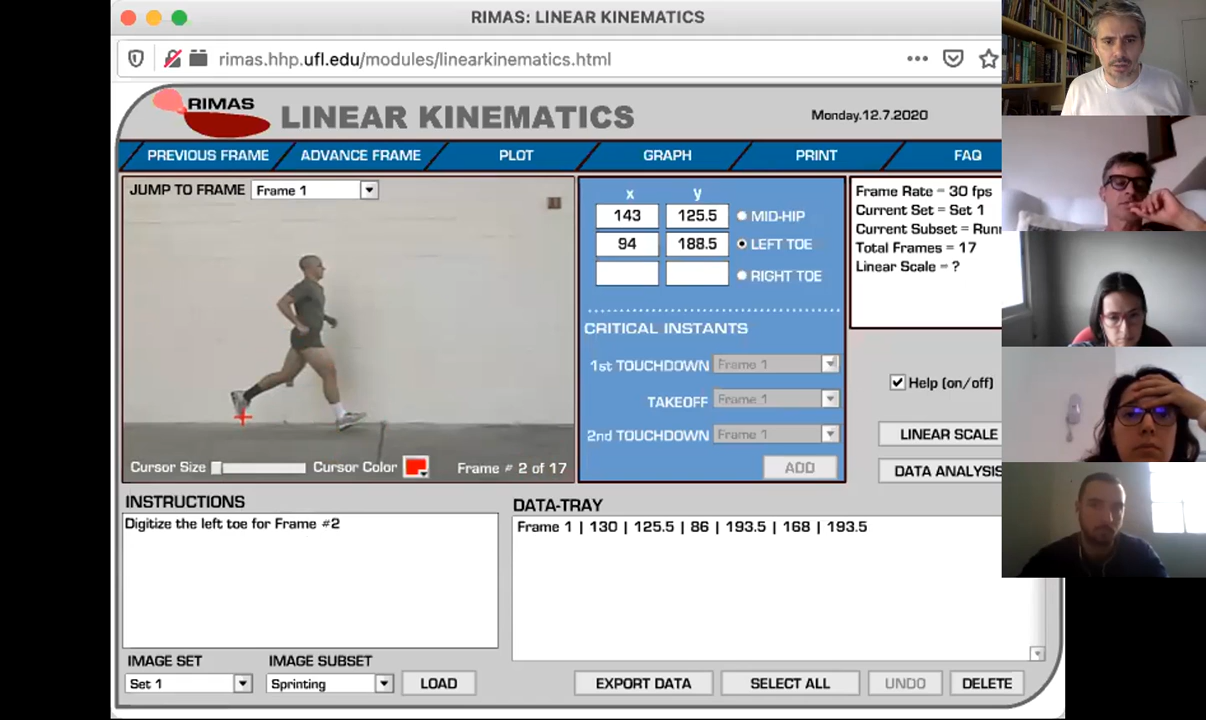 RIMAS: LINEAR KINEMATICS
rimas.hhp.ufl.edu/modules/linearkinematics.html
RIMAS
LINEAR KINEMATICS
Monday.12.7.2020
PREVIOUS FRAME ADVANCE FRAME PLOT GRAPH PRINT FAQ
JUMP TO FRAME Frame 1
Cursor Size Cursor Color Frame # 2 of 17
x y
143 125.5 MID-HIP
94 188.5 LEFT TOE
RIGHT TOE
CRITICAL INSTANTS
1st TOUCHDOWN Frame 1
TAKEOFF Frame 1
2nd TOUCHDOWN Frame 1
ADD
Frame Rate = 30 fps
Current Set = Set 1
Current Subset = Runn
Total Frames = 17
Linear Scale = ?
Help (on/off)
LINEAR SCALE
DATA ANALYSIS
INSTRUCTIONS
Digitize the left toe for Frame #2
DATA-TRAY
Frame 1 | 130 | 125.5 | 86 | 193.5 | 168 | 193.5
IMAGE SET IMAGE SUBSET
Set 1 Sprinting LOAD
EXPORT DATA SELECT ALL UNDO DELETE